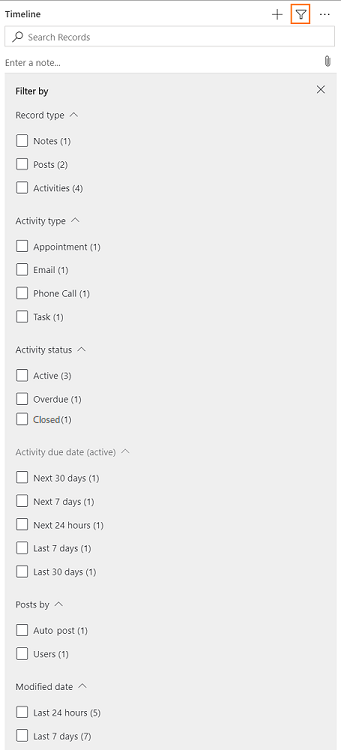 Timeline
Search Records
Enter a note...
Filter by
Record type
Notes (1)
Posts (2)
Activities (4)
Activity type
Appointment (1)
Email (1)
Phone Call (1)
Task (1)
Activity status
Active (3)
Overdue (1)
Closed(1)
Activity due date (active)
Next 30 days (1)
Next 7 days (1)
Next 24 hours (1)
Last 7 days (1)
Last 30 days (1)
Posts by
Auto post (1)
Users (1)
Modified date
Last 24 hours (5)
Last 7 days (7)